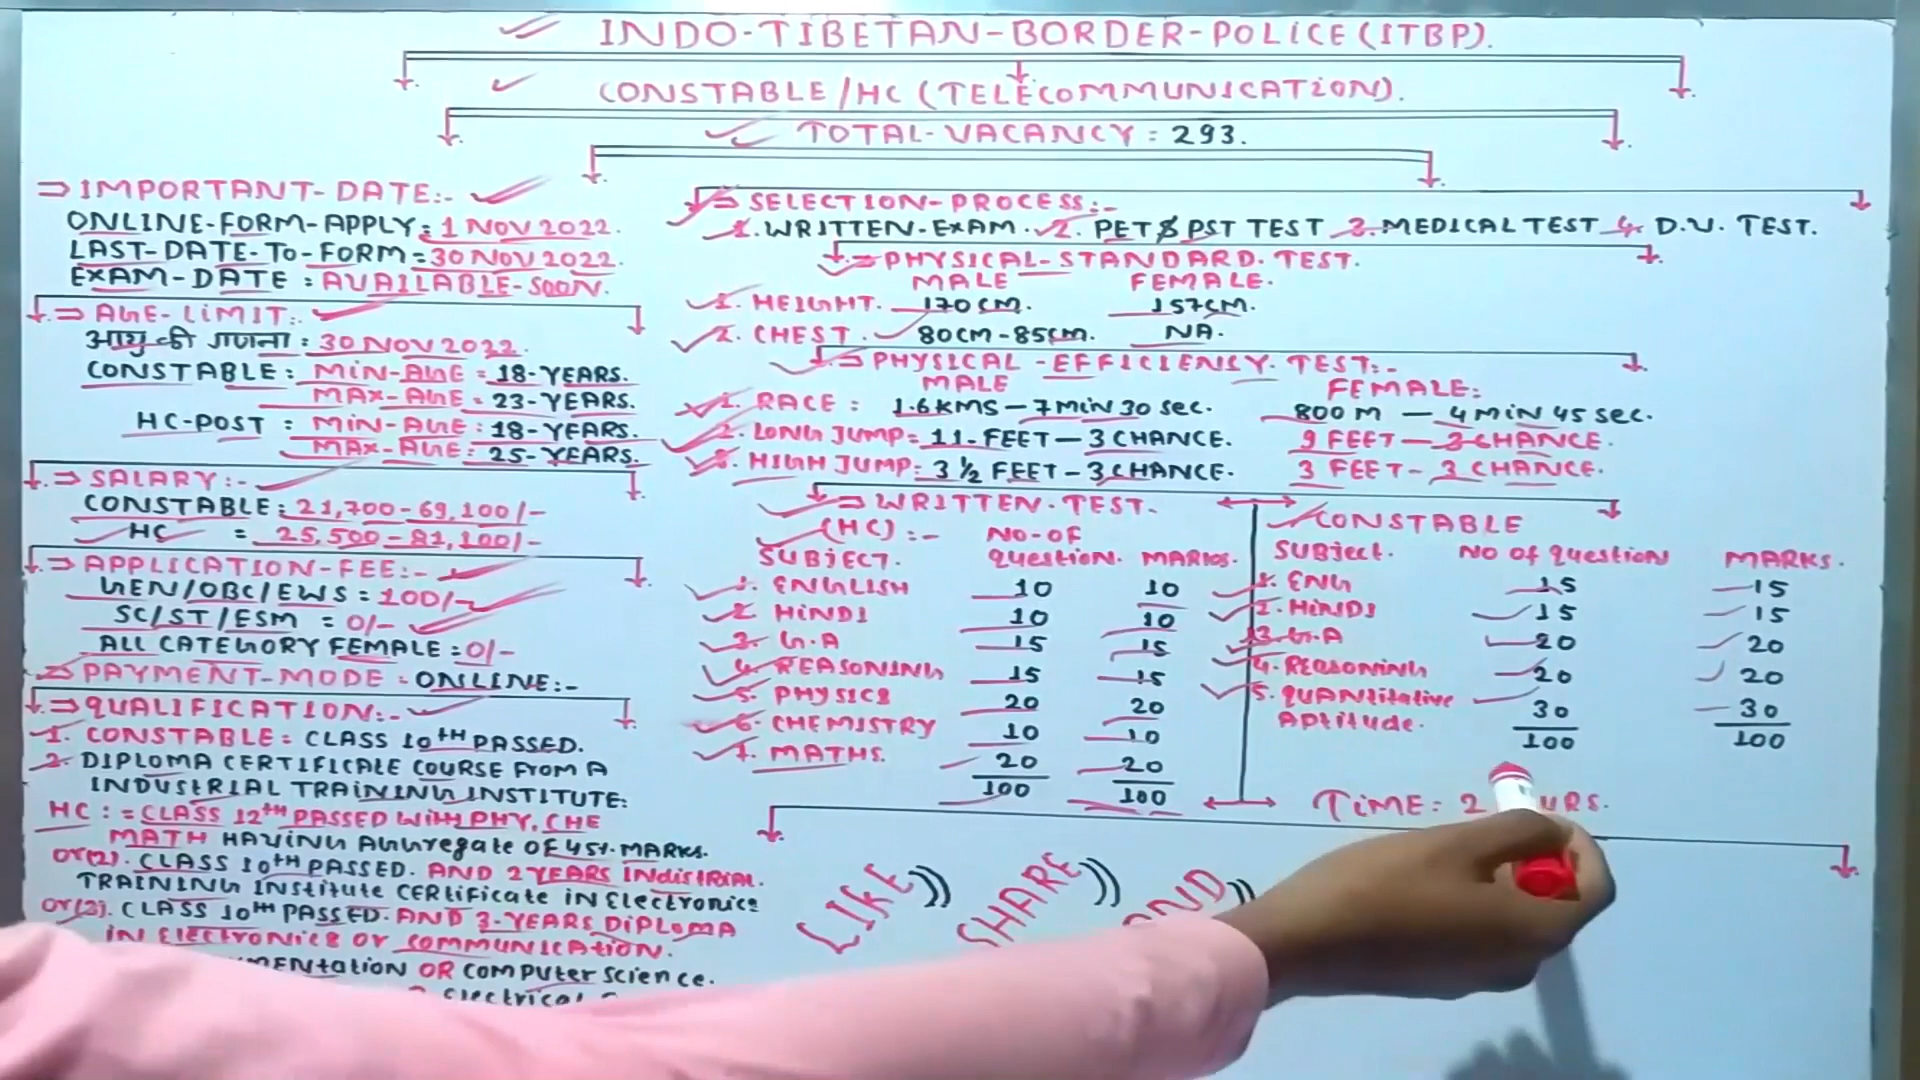 INDO-TIBETAN-BORDER-POLICE(ITBP).
CONSTABLE/HC (TELECOMMUNICATION).
TOTAL-VACANCY: 293.
⇒ IMPORTANT-DATE:-
ONLINE-FORM-APPLY: 1 NOV 2022.
LAST-DATE-TO-FORM=30 NOV 2022.
EXAM-DATE : AVAILABLE-SOON.
⇒ AGE-LIMIT:.
आयु की गणना : 30 NOV 2022.
CONSTABLE: MIN-AGE = 18-YEARS.
MAX-AGE = 23-YEARS.
HC-POST : MIN-AGE : 18-YEARS.
MAX-AGE: 25-YEARS.
⇒ SALARY:-
CONSTABLE: 21,700-69,100/-
HC = 25,500-81,100/-
⇒ APPLICATION-FEE:-
GEN/OBC/EWS = 100/-
SC/ST/ESM = 0/-
ALL CATEGORY FEMALE = 0/-
⇒ PAYMENT-MODE = ONLINE:-
⇒ QUALIFICATION:-
1. CONSTABLE= CLASS 10TH PASSED.
2. DIPLOMA CERTIFICALE COURSE FROM A
INDUSTRIAL TRAINING INSTITUTE:
HC : = CLASS 12TH PASSED WITH PHY, CHE
MATH HAVING AGGREGATE OF 45%. MARKS.
Or(2). CLASS 10TH PASSED. AND 2 YEARS INDISTRIAL.
TRAINING INSTITUTE CERTIFICATE IN ELECTRONICS
Or(3). CLASS 10TH PASSED. AND 3-YEARS DIPLOMA
IN ELECTRONICS OR COMMUNICATION.
OR COMPUTER SCIENCE.
ELECTRICAL
⇒ SELECTION-PROCESS:-
1. WRITTEN-EXAM. 2. PET & PST TEST 3. MEDICAL TEST 4. D.V. TEST.
⇒ PHYSICAL-STANDARD. TEST.
MALE FEMALE.
1. HEIGHT. 170 CM. 157 CM.
2. CHEST. 80CM-85CM. NA.
⇒ PHYSICAL-EFFICIENCY. TEST:-
MALE FEMALE:
1. RACE : 1.6 KMS - 7 MIN 30 SEC. 800 M - 4 MIN 45 SEC.
2. LONG JUMP= 11-FEET-3 CHANCE. 9 FEET-3 CHANCE.
3. HIGH JUMP: 3 ½ FEET-3 CHANCE. 3 FEET-3 CHANCE.
⇒ WRITTEN-TEST.
(HC) :-
SUBJECT. NO-OF QUESTION. MARKS.
1. ENGLISH 10 10
2. HINDI 10 10
3. G.A 15 15
4. REASONING 15 15
5. PHYSICS 20 20
6. CHEMISTRY 10 10
7. MATHS. 20 20
100 100
CONSTABLE
SUBJECT. NO OF QUESTION MARKS.
1. ENG 15 15
2. HINDI 15 15
3. G.A 20 20
4. REASONING 20 20
5. QUANTITATIVE APTITUDE. 30 30
100 100
TIME: 2
LIKE))
SHARE))